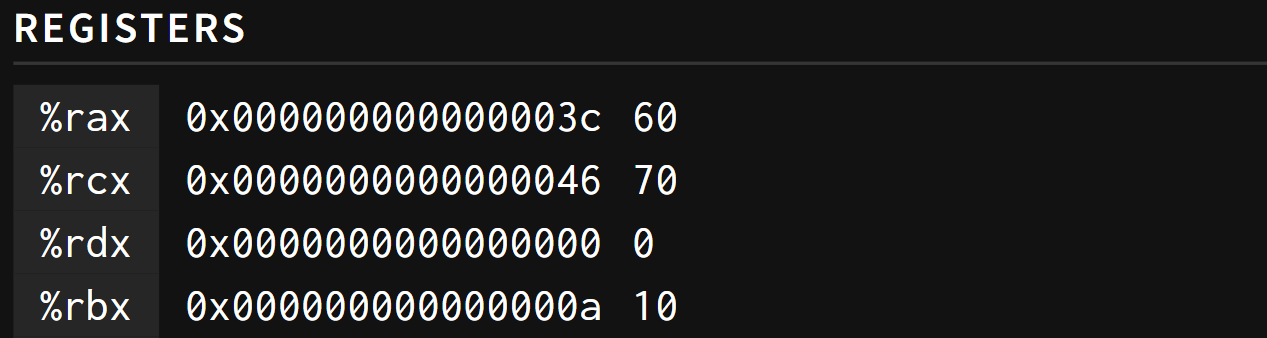 REGISTERS
%rax 0x000000000000003c 60
%rcx 0x0000000000000046 70
%rdx 0x0000000000000000 0
%rbx 0x000000000000000a 10